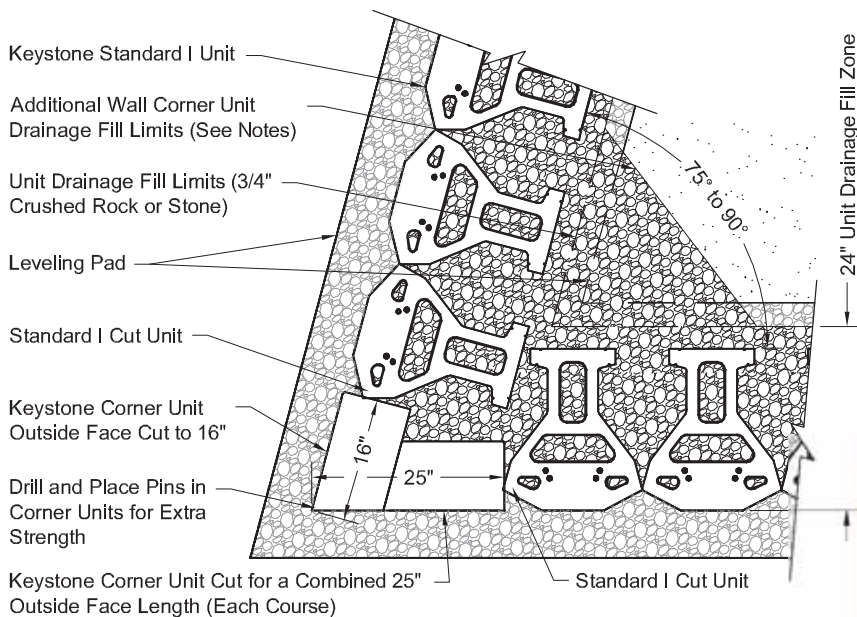 Keystone Standard I Unit
Additional Wall Corner Unit
Drainage Fill Limits (See Notes)
Unit Drainage Fill Limits (3/4"
Crushed Rock or Stone)
Leveling Pad
Standard I Cut Unit
Keystone Corner Unit
Outside Face Cut to 16"
Drill and Place Pins in
Corner Units for Extra
Strength
Keystone Corner Unit Cut for a Combined 25"
Outside Face Length (Each Course)
16"
25"
Standard I Cut Unit
75° to 90°
24" Unit Drainage Fill Zone